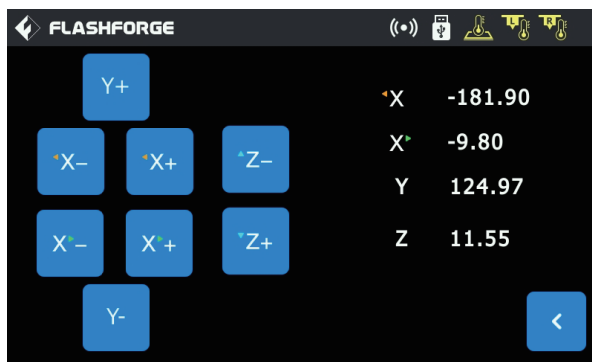 FLASHFORGE
L
R
Y+
X- X+ Z-
X- X+ Z+
Y-
X -181.90
X -9.80
Y 124.97
Z 11.55